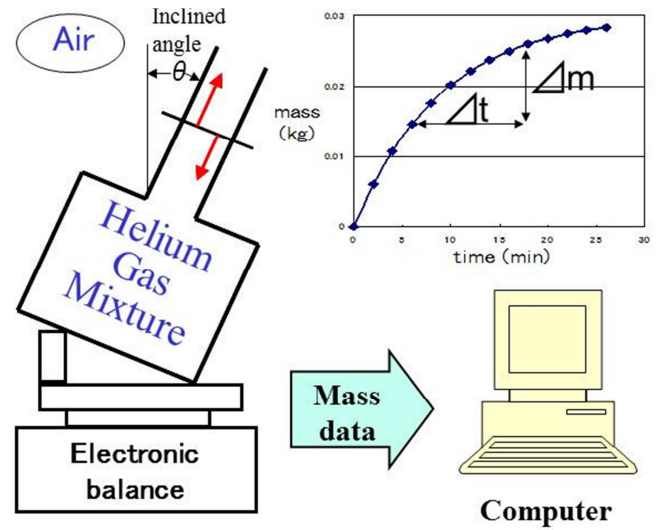 Air
Inclined
angle
θ
Helium
Gas
Mixture
Electronic
balance
mass
(kg)
0.03
0.02
0.01
0
0 5 10 15 20 25 30
time (min)
⊿m
⊿t
Mass
data
Computer